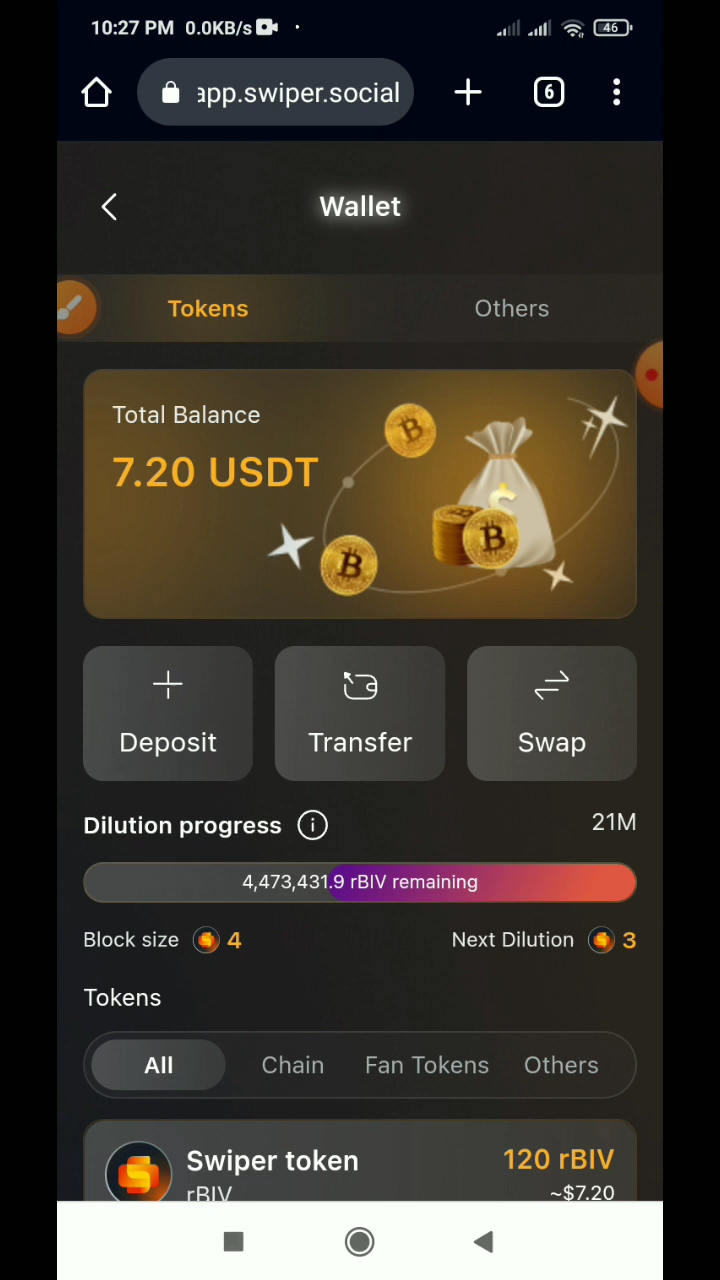 10:27 PM 0.0KB/s 46
app.swiper.social 6
Wallet
Tokens Others
Total Balance
7.20 USDT
Deposit Transfer Swap
Dilution progress 21M
4,473,431.9 rBIV remaining
Block size 4 Next Dilution 3
Tokens
All Chain Fan Tokens Others
Swiper token 120 rBIV
rBIV ~$7.20